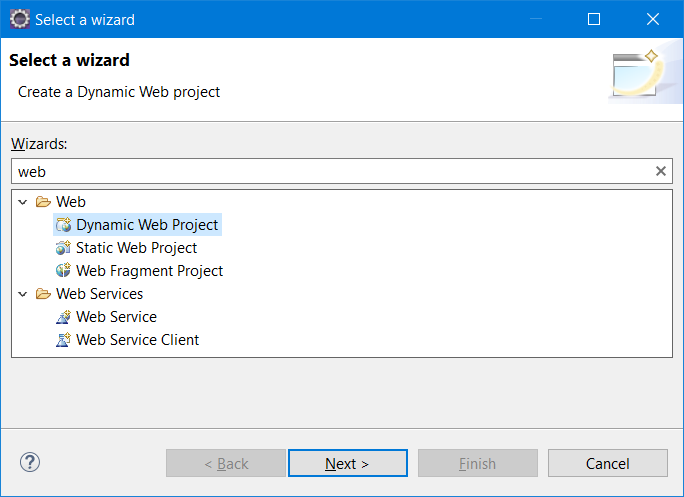 Select a wizard
Select a wizard
Create a Dynamic Web project
Wizards:
web
Web
Dynamic Web Project
Static Web Project
Web Fragment Project
Web Services
Web Service
Web Service Client
< Back Next > Finish Cancel